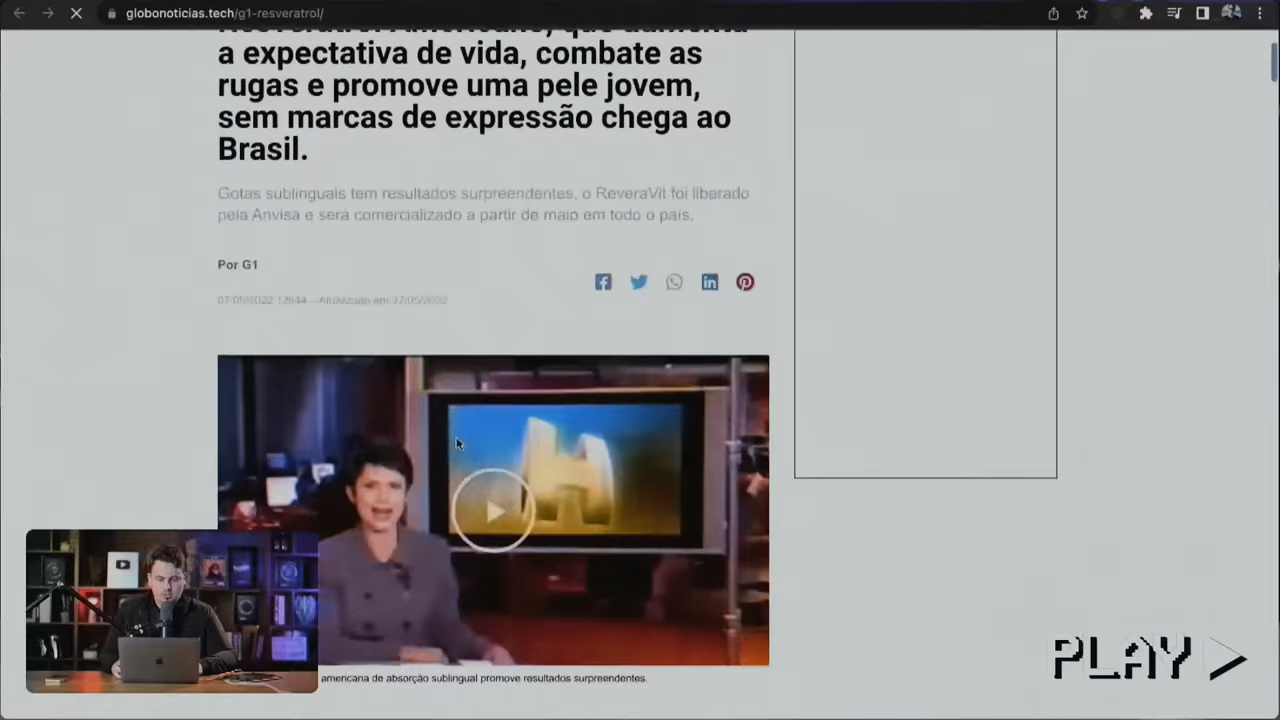 globonoticias.tech/g1-resveratrol/
a expectativa de vida, combate as
rugas e promove uma pele jovem,
sem marcas de expressão chega ao
Brasil.
Gotas sublinguais tem resultados surpreendentes, o ReveraVit foi liberado
pela Anvisa e será comercializado a partir de maio em todo o país.
Por G1
americana de absorção sublingual promove resultados surpreendentes.
PLAY